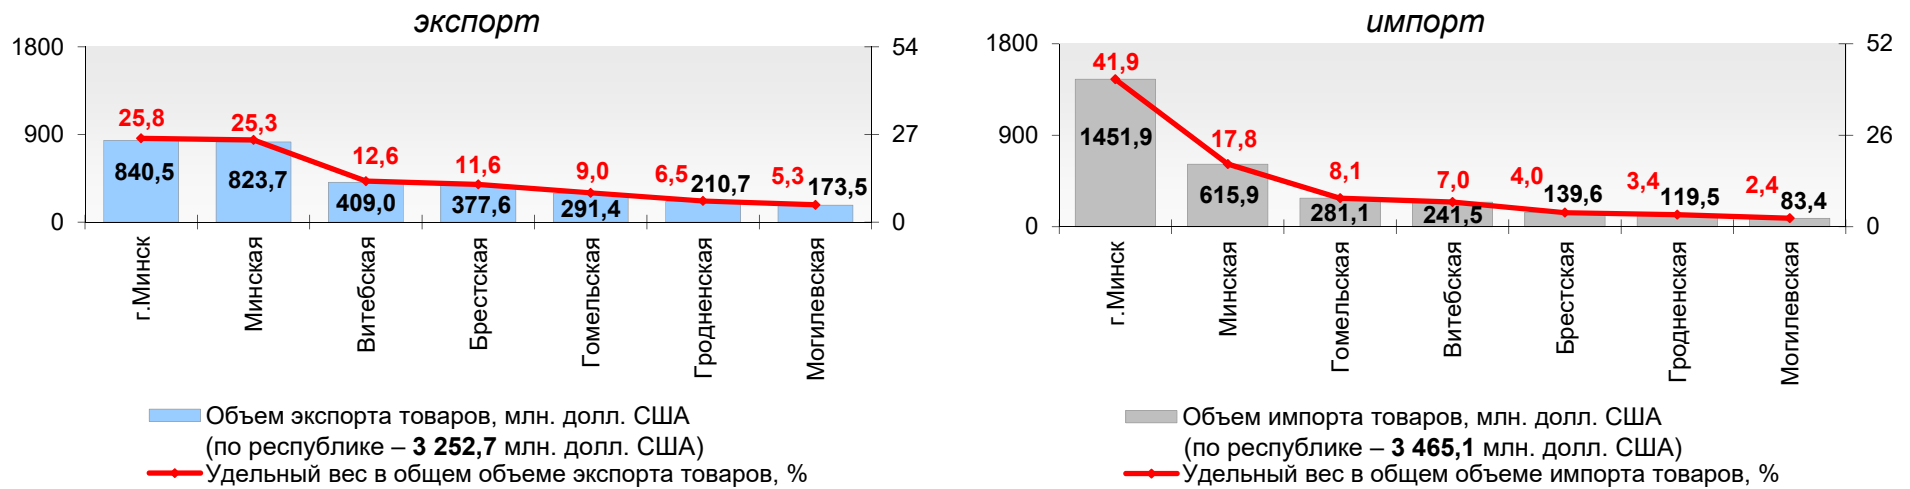 экспорт
1800
54
25,8
25,3
900
27
12,6
11,6
9,0
6,5
210,7
5,3
173,5
840,5
823,7
409,0
377,6
291,4
0
0
г.Минск
Минская
Витебская
Брестская
Гомельская
Гродненская
Могилевская
Объем экспорта товаров, млн. долл. США
(по республике – 3 252,7 млн. долл. США)
Удельный вес в общем объеме экспорта товаров, %
импорт
1800
52
41,9
900
26
1451,9
17,8
8,1
7,0
4,0
139,6
3,4
119,5
2,4
83,4
615,9
281,1
241,5
0
0
г.Минск
Минская
Гомельская
Витебская
Брестская
Гродненская
Могилевская
Объем импорта товаров, млн. долл. США
(по республике – 3 465,1 млн. долл. США)
Удельный вес в общем объеме импорта товаров, %